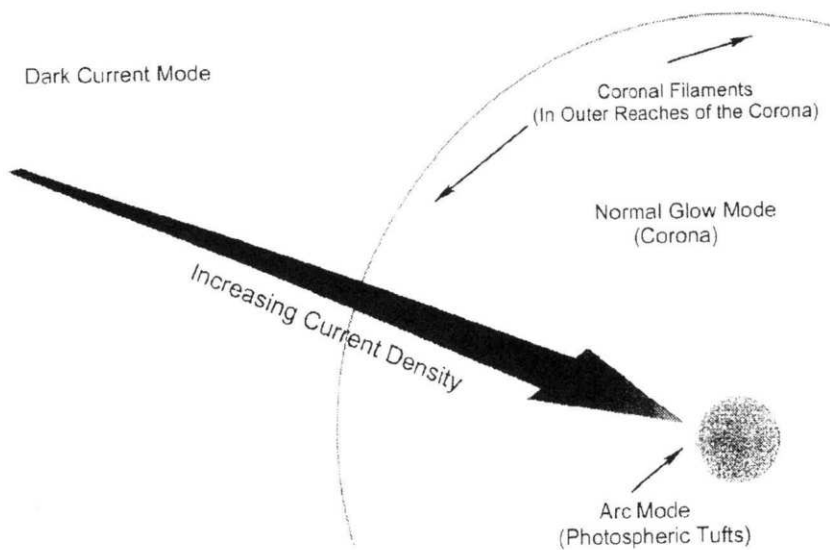 Dark Current Mode
Coronal Filaments
(In Outer Reaches of the Corona)
Normal Glow Mode
(Corona)
Increasing Current Density
Arc Mode
(Photospheric Tufts)